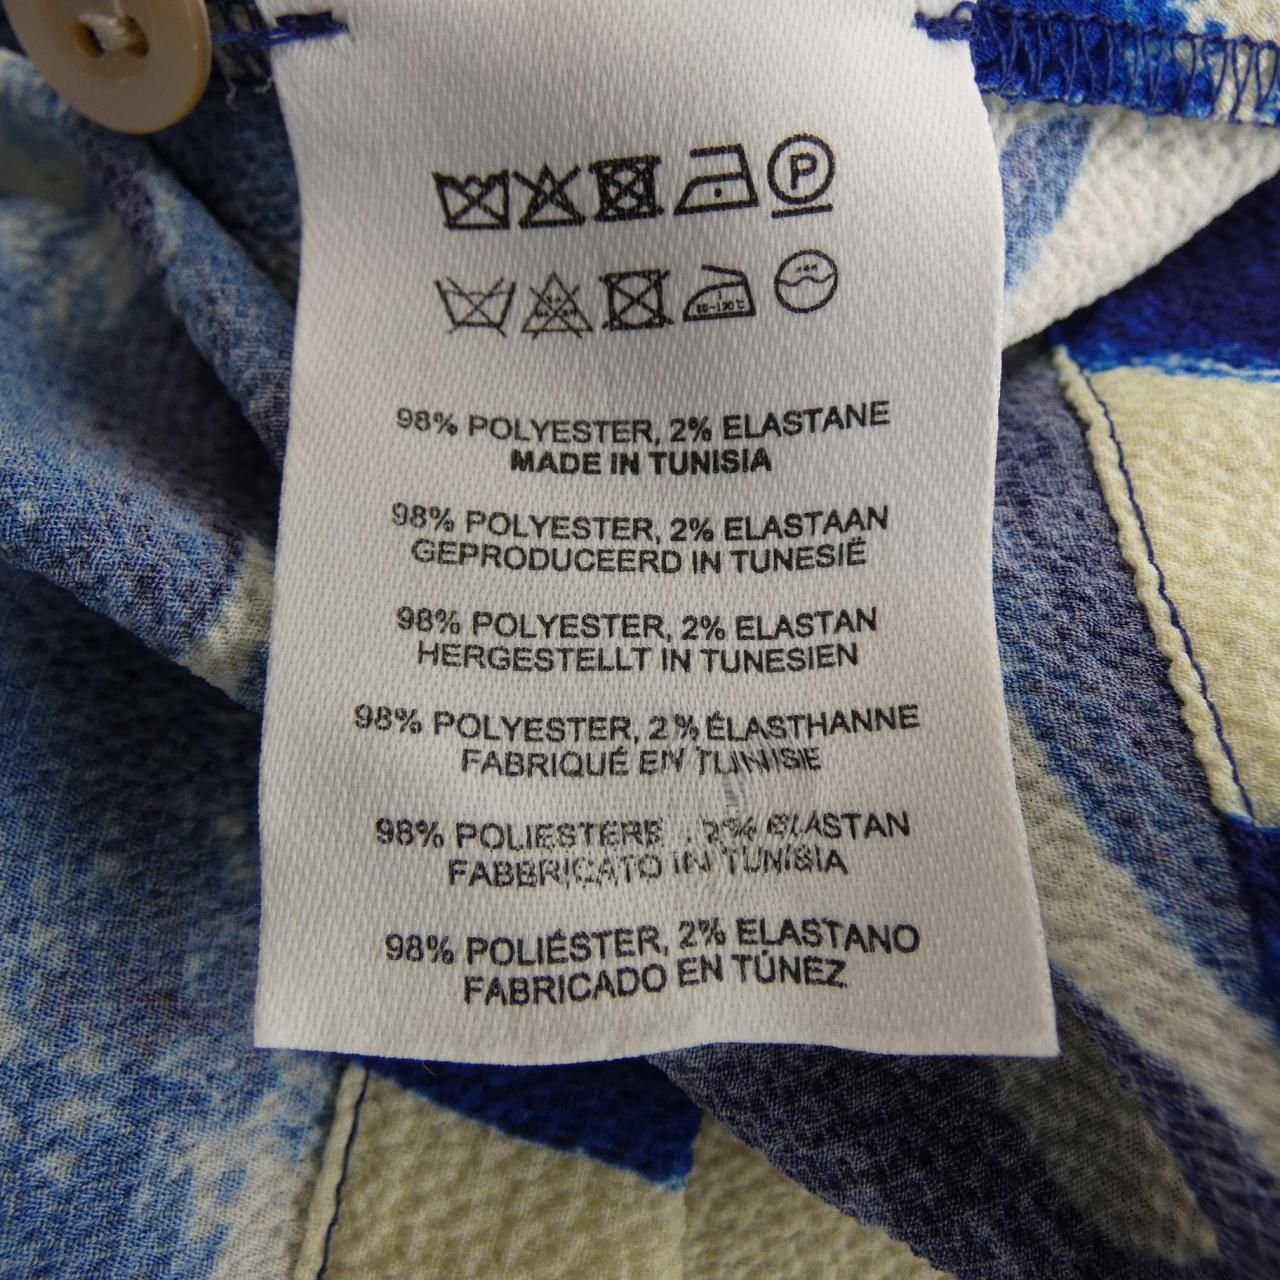 P
98% POLYESTER, 2% ELASTANE
MADE IN TUNISIA
98% POLYESTER, 2% ELASTAAN
GEPRODUCEERD IN TUNESIË
98% POLYESTER, 2% ELASTAN
HERGESTELLT IN TUNESIEN
98% POLYESTER, 2% ÉLASTHANNE
FABRIQUÉ EN TUNISIE
98% POLIESTERE, 2% ELASTAN
FABBRICATO IN TUNISIA
98% POLIÉSTER, 2% ELASTANO
FABRICADO EN TÚNEZ